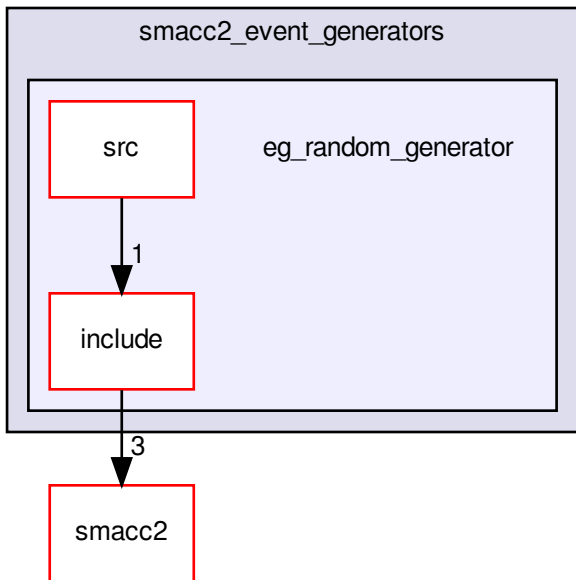 smacc2_event_generators
src
eg_random_generator
1
include
3
smacc2